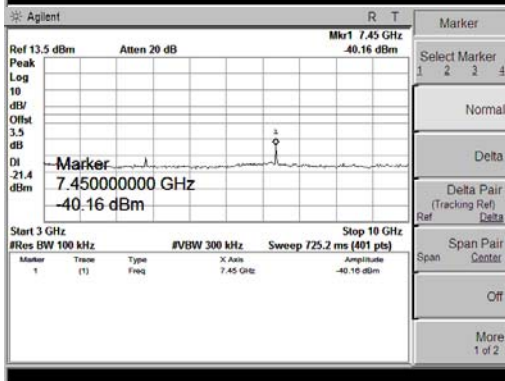 Agilent R T
Mkr1 7.45 GHz
Ref 13.5 dBm Atten 20 dB -40.16 dBm
Peak
Log
10
dB/
Offst
3.5
dB
DI
-21.4
dBm
1
Marker
7.450000000 GHz
-40.16 dBm
Start 3 GHz Stop 10 GHz
#Res BW 100 kHz #VBW 300 kHz Sweep 725.2 ms (401 pts)
Marker Trace Type X Axis Amplitude
1 (1) Freq 7.45 GHz -40.16 dBm
Marker
Select Marker
1 2 3 4
Normal
Delta
Delta Pair
(Tracking Ref)
Ref Delta
Span Pair
Span Center
Off
More
1 of 2